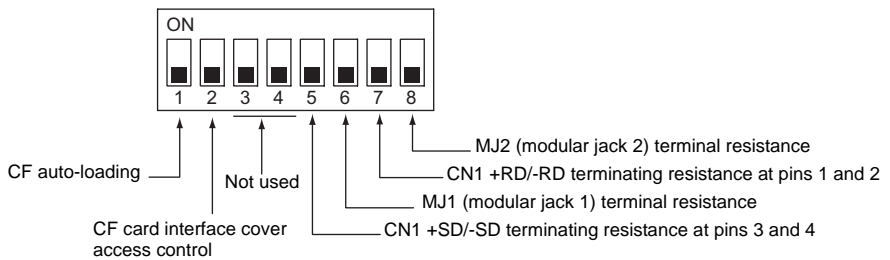 ON
1 2 3 4 5 6 7 8
MJ2 (modular jack 2) terminal resistance
CF auto-loading
CN1 +RD/-RD terminating resistance at pins 1 and 2
Not used
MJ1 (modular jack 1) terminal resistance
CF card interface cover
access control
CN1 +SD/-SD terminating resistance at pins 3 and 4